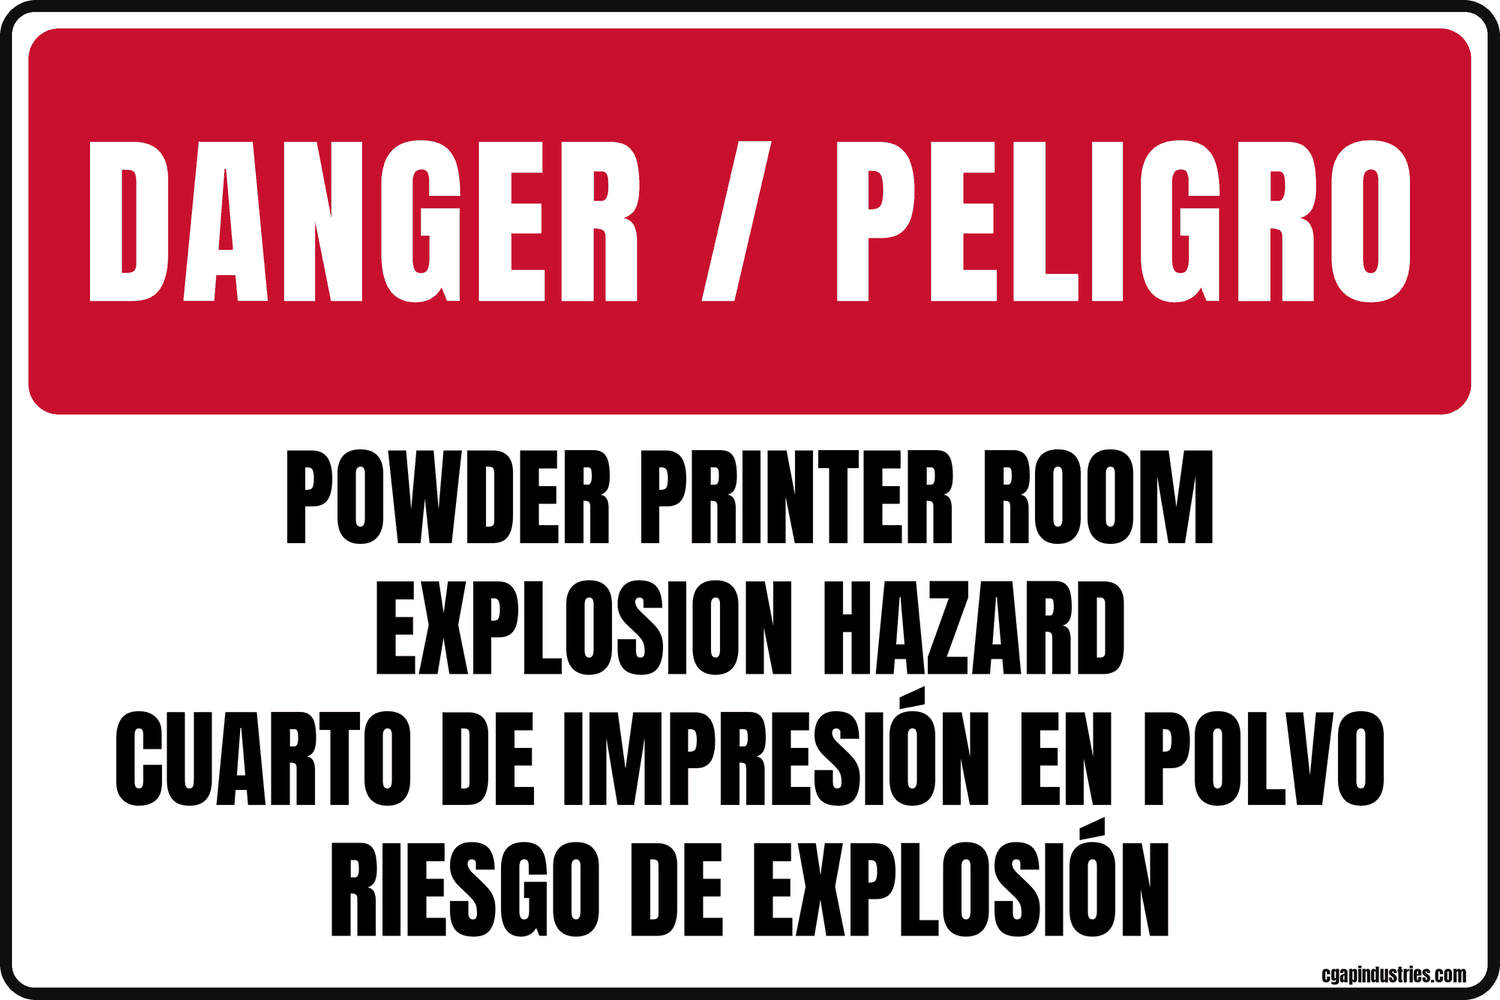 DANGER / PELIGRO
POWDER PRINTER ROOM
EXPLOSION HAZARD
CUARTO DE IMPRESIÓN EN POLVO
RIESGO DE EXPLOSIÓN
cgapindustries.com